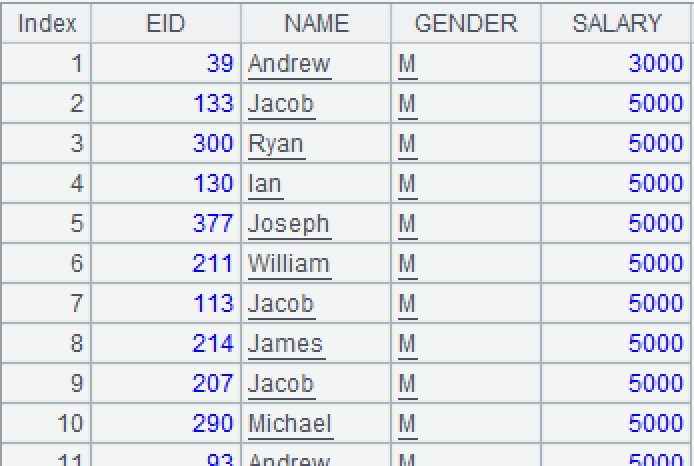 Index EID NAME GENDER SALARY
1 39 Andrew M 3000
2 133 Jacob M 5000
3 300 Ryan M 5000
4 130 Ian M 5000
5 377 Joseph M 5000
6 211 William M 5000
7 113 Jacob M 5000
8 214 James M 5000
9 207 Jacob M 5000
10 290 Michael M 5000
11 93 Andrew M 5000